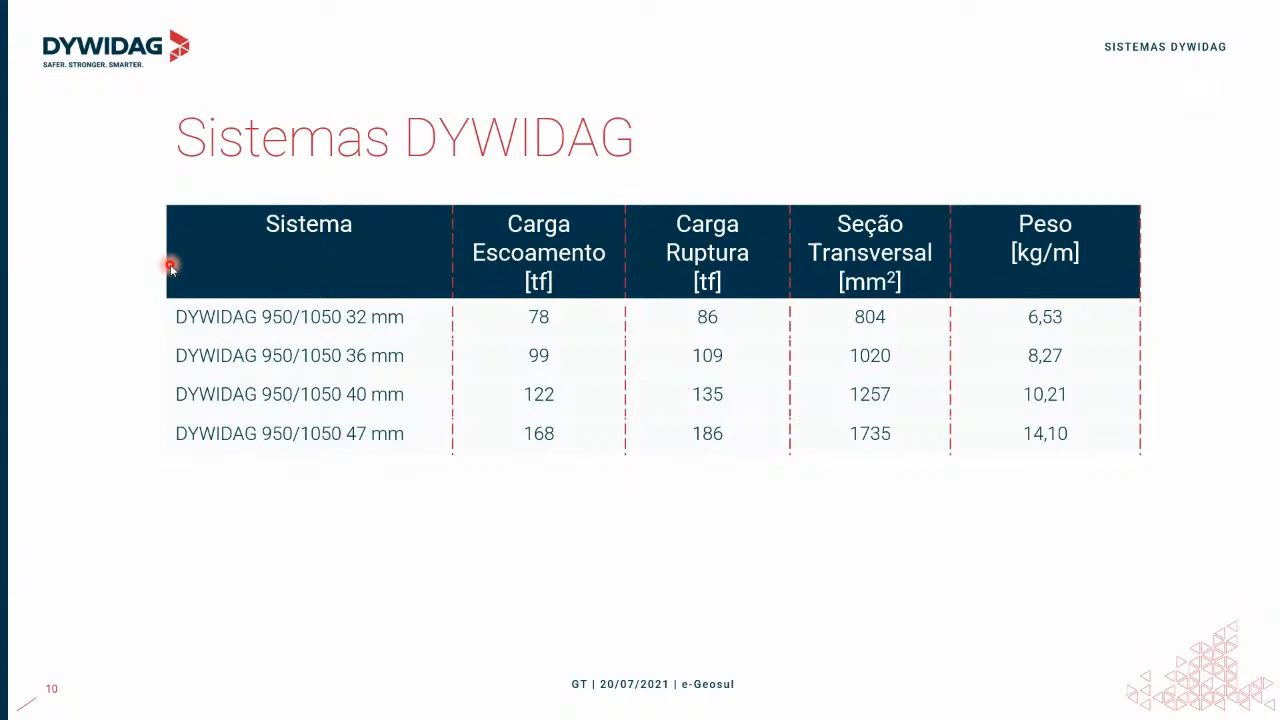 DYWIDAG
SAFER. STRONGER. SMARTER.
SISTEMAS DYWIDAG
Sistemas DYWIDAG
Sistema Carga Escoamento [tf] Carga Ruptura [tf] Seção Transversal [mm²] Peso [kg/m]
DYWIDAG 950/1050 32 mm 78 86 804 6,53
DYWIDAG 950/1050 36 mm 99 109 1020 8,27
DYWIDAG 950/1050 40 mm 122 135 1257 10,21
DYWIDAG 950/1050 47 mm 168 186 1735 14,10
10
GT | 20/07/2021 | e-Geosul